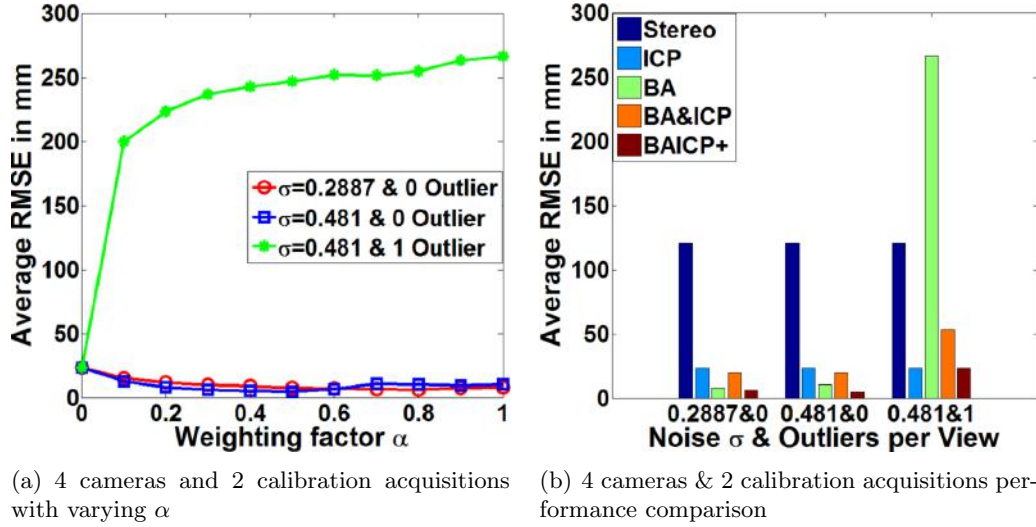 Average RMSE in mm
300
250
200
150
100
50
0
σ=0.2887 & 0 Outlier
σ=0.481 & 0 Outlier
σ=0.481 & 1 Outlier
0 0.2 0.4 0.6 0.8 1
Weighting factor α
(a) 4 cameras and 2 calibration acquisitions
with varying α
Average RMSE in mm
300
250
200
150
100
50
0
Stereo
ICP
BA
BA&ICP
BAICP+
0.2887&0 0.481&0 0.481&1
Noise σ & Outliers per View
(b) 4 cameras & 2 calibration acquisitions per-
formance comparison